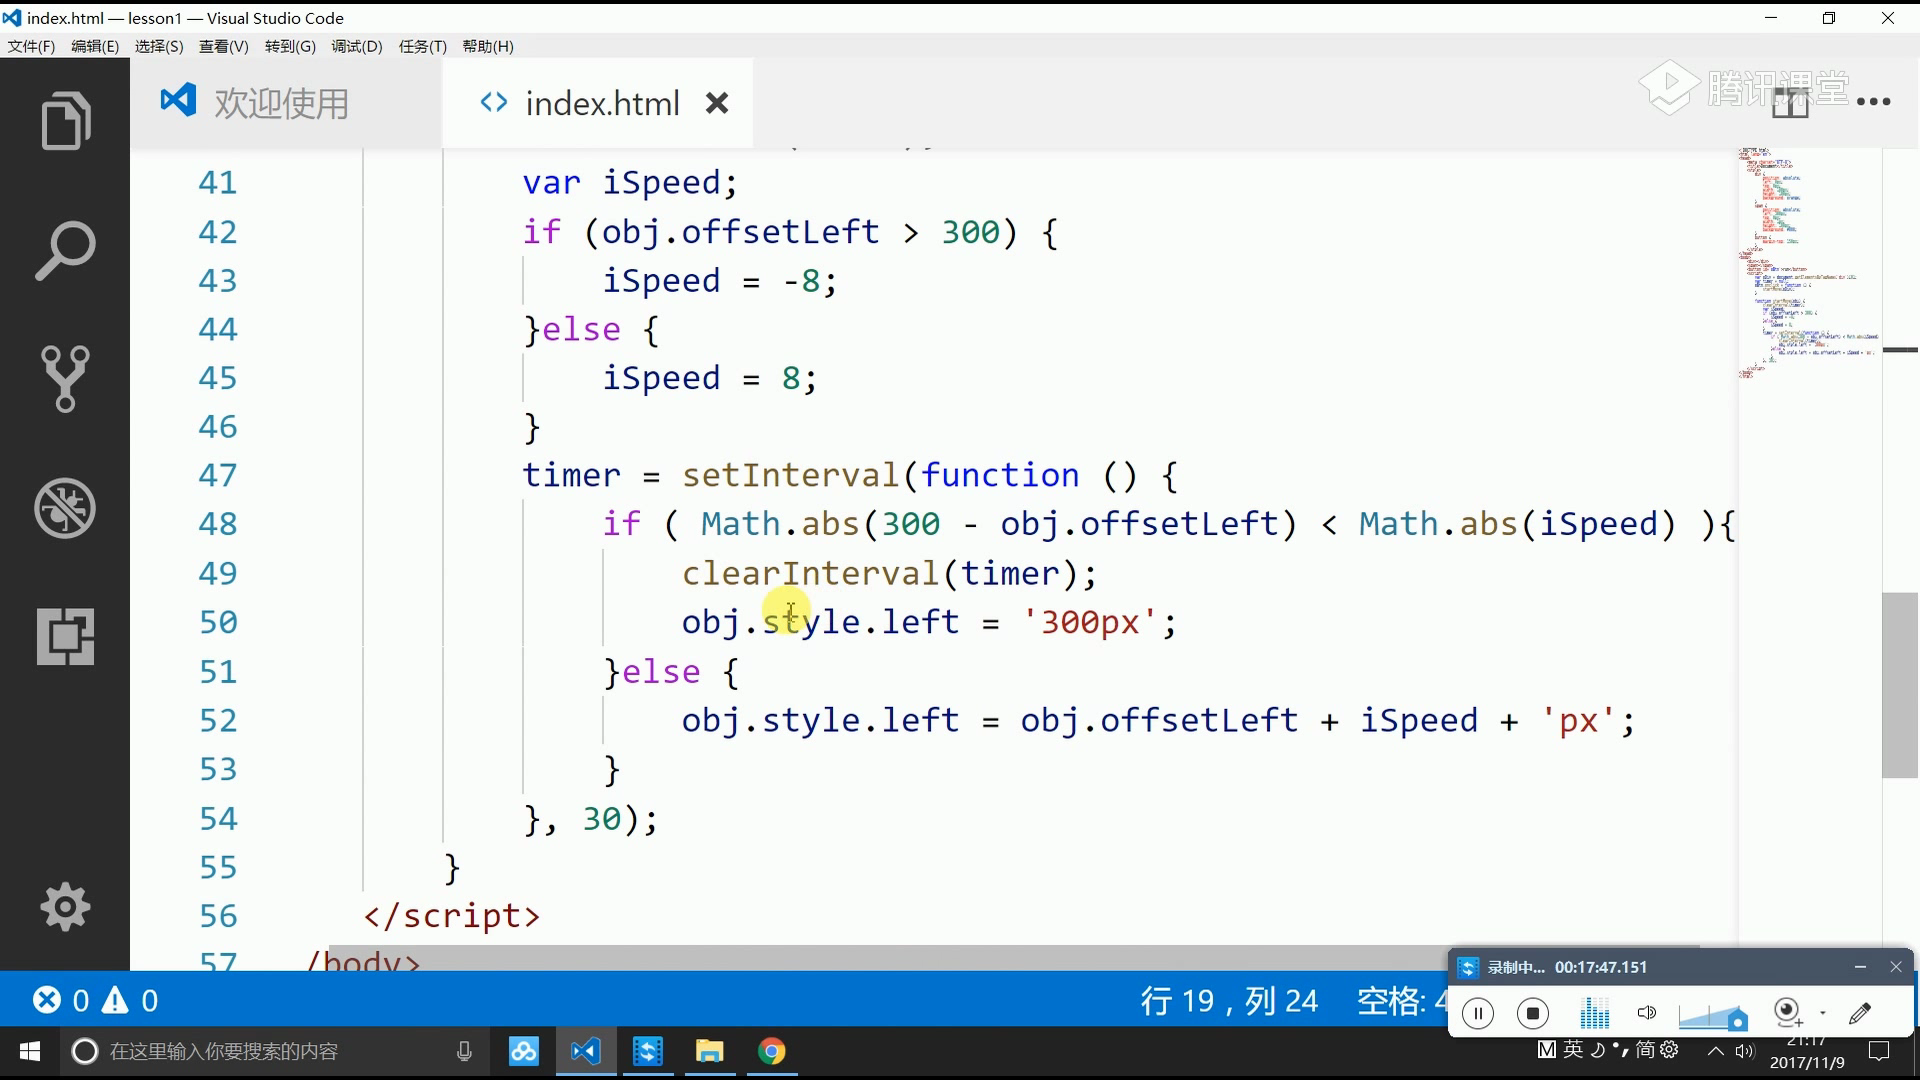 index.html — lesson1 — Visual Studio Code
文件(F) 编辑(E) 选择(S) 查看(V) 转到(G) 调试(D) 任务(T) 帮助(H)
欢迎使用 index.html
腾讯课堂
41 var iSpeed;
42 if (obj.offsetLeft > 300) {
43 iSpeed = -8;
44 }else {
45 iSpeed = 8;
46 }
47 timer = setInterval(function () {
48 if ( Math.abs(300 - obj.offsetLeft) < Math.abs(iSpeed) ){
49 clearInterval(timer);
50 obj.style.left = '300px';
51 }else {
52 obj.style.left = obj.offsetLeft + iSpeed + 'px';
53 }
54 }, 30);
55 }
56 </script>
57 /body>
0 0 行 19，列 24 空格: 4
录制中... 00:17:47.151
在这里输入你要搜索的内容
M 英 简
21:17
2017/11/9